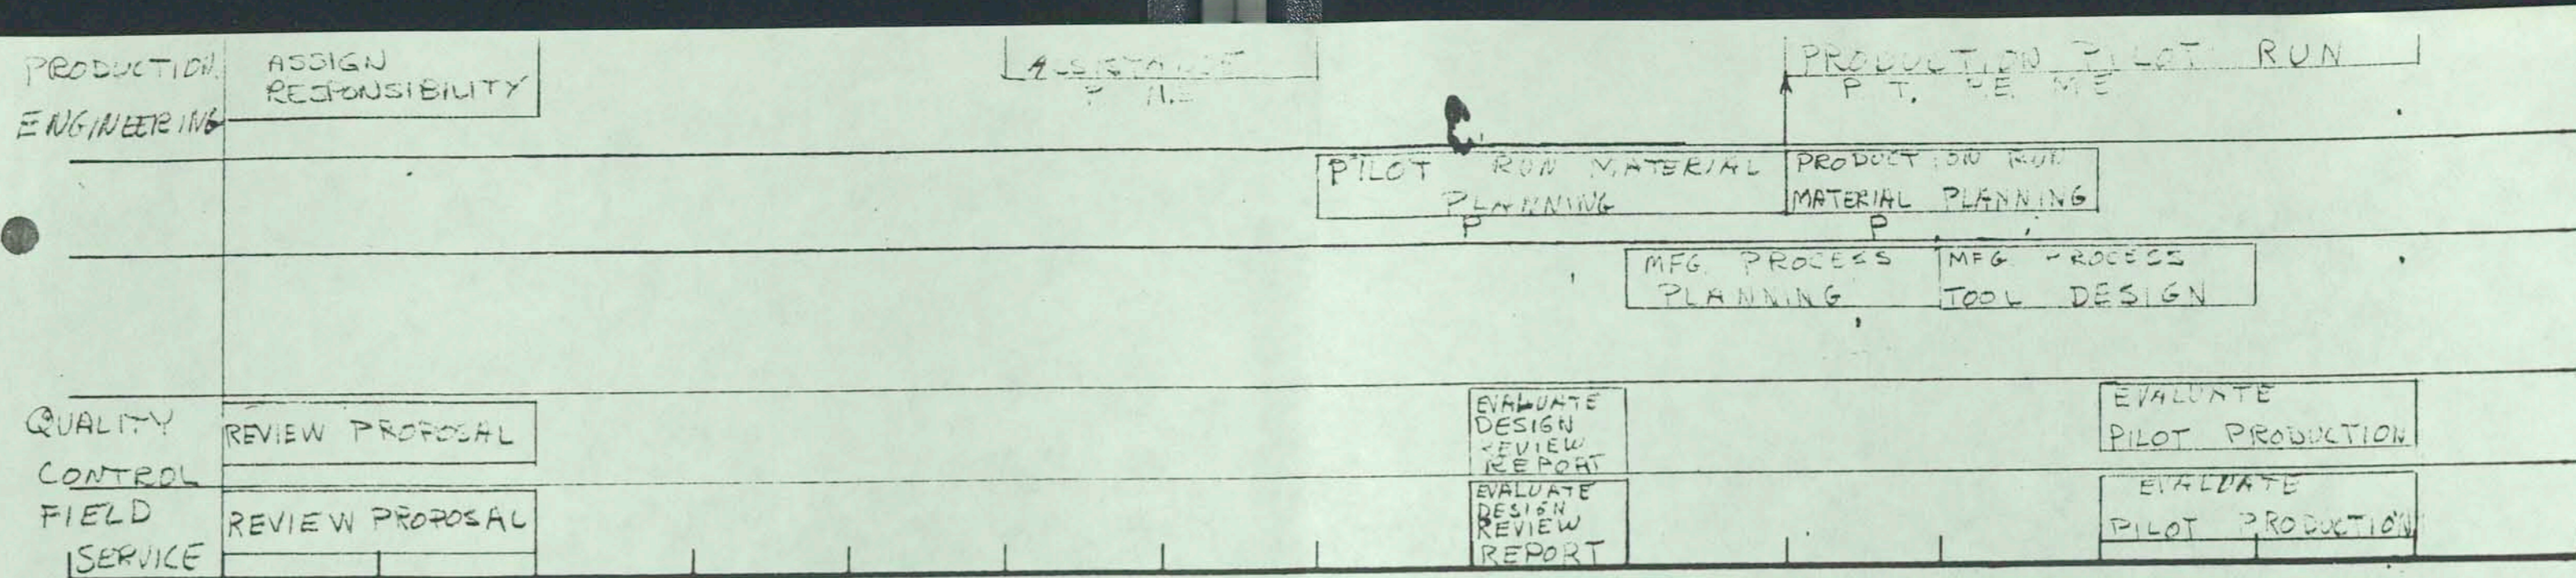 PRODUCTION
ENGINEERING
ASSIGN
RESPONSIBILITY
PRODUCTION PILOT RUN
P.T. ME
PILOT RUN MATERIAL
PLANNING
P
PRODUCTION RUN
MATERIAL PLANNING
P
MFG. PROCESS
PLANNING
MFG PROCESS
TOOL DESIGN
QUALITY
CONTROL
REVIEW PROPOSAL
EVALUATE
DESIGN
REVIEW
REPORT
EVALUATE
PILOT PRODUCTION
FIELD
SERVICE
REVIEW PROPOSAL
EVALUATE
DESIGN
REVIEW
REPORT
EVALUATE
PILOT PRODUCTION